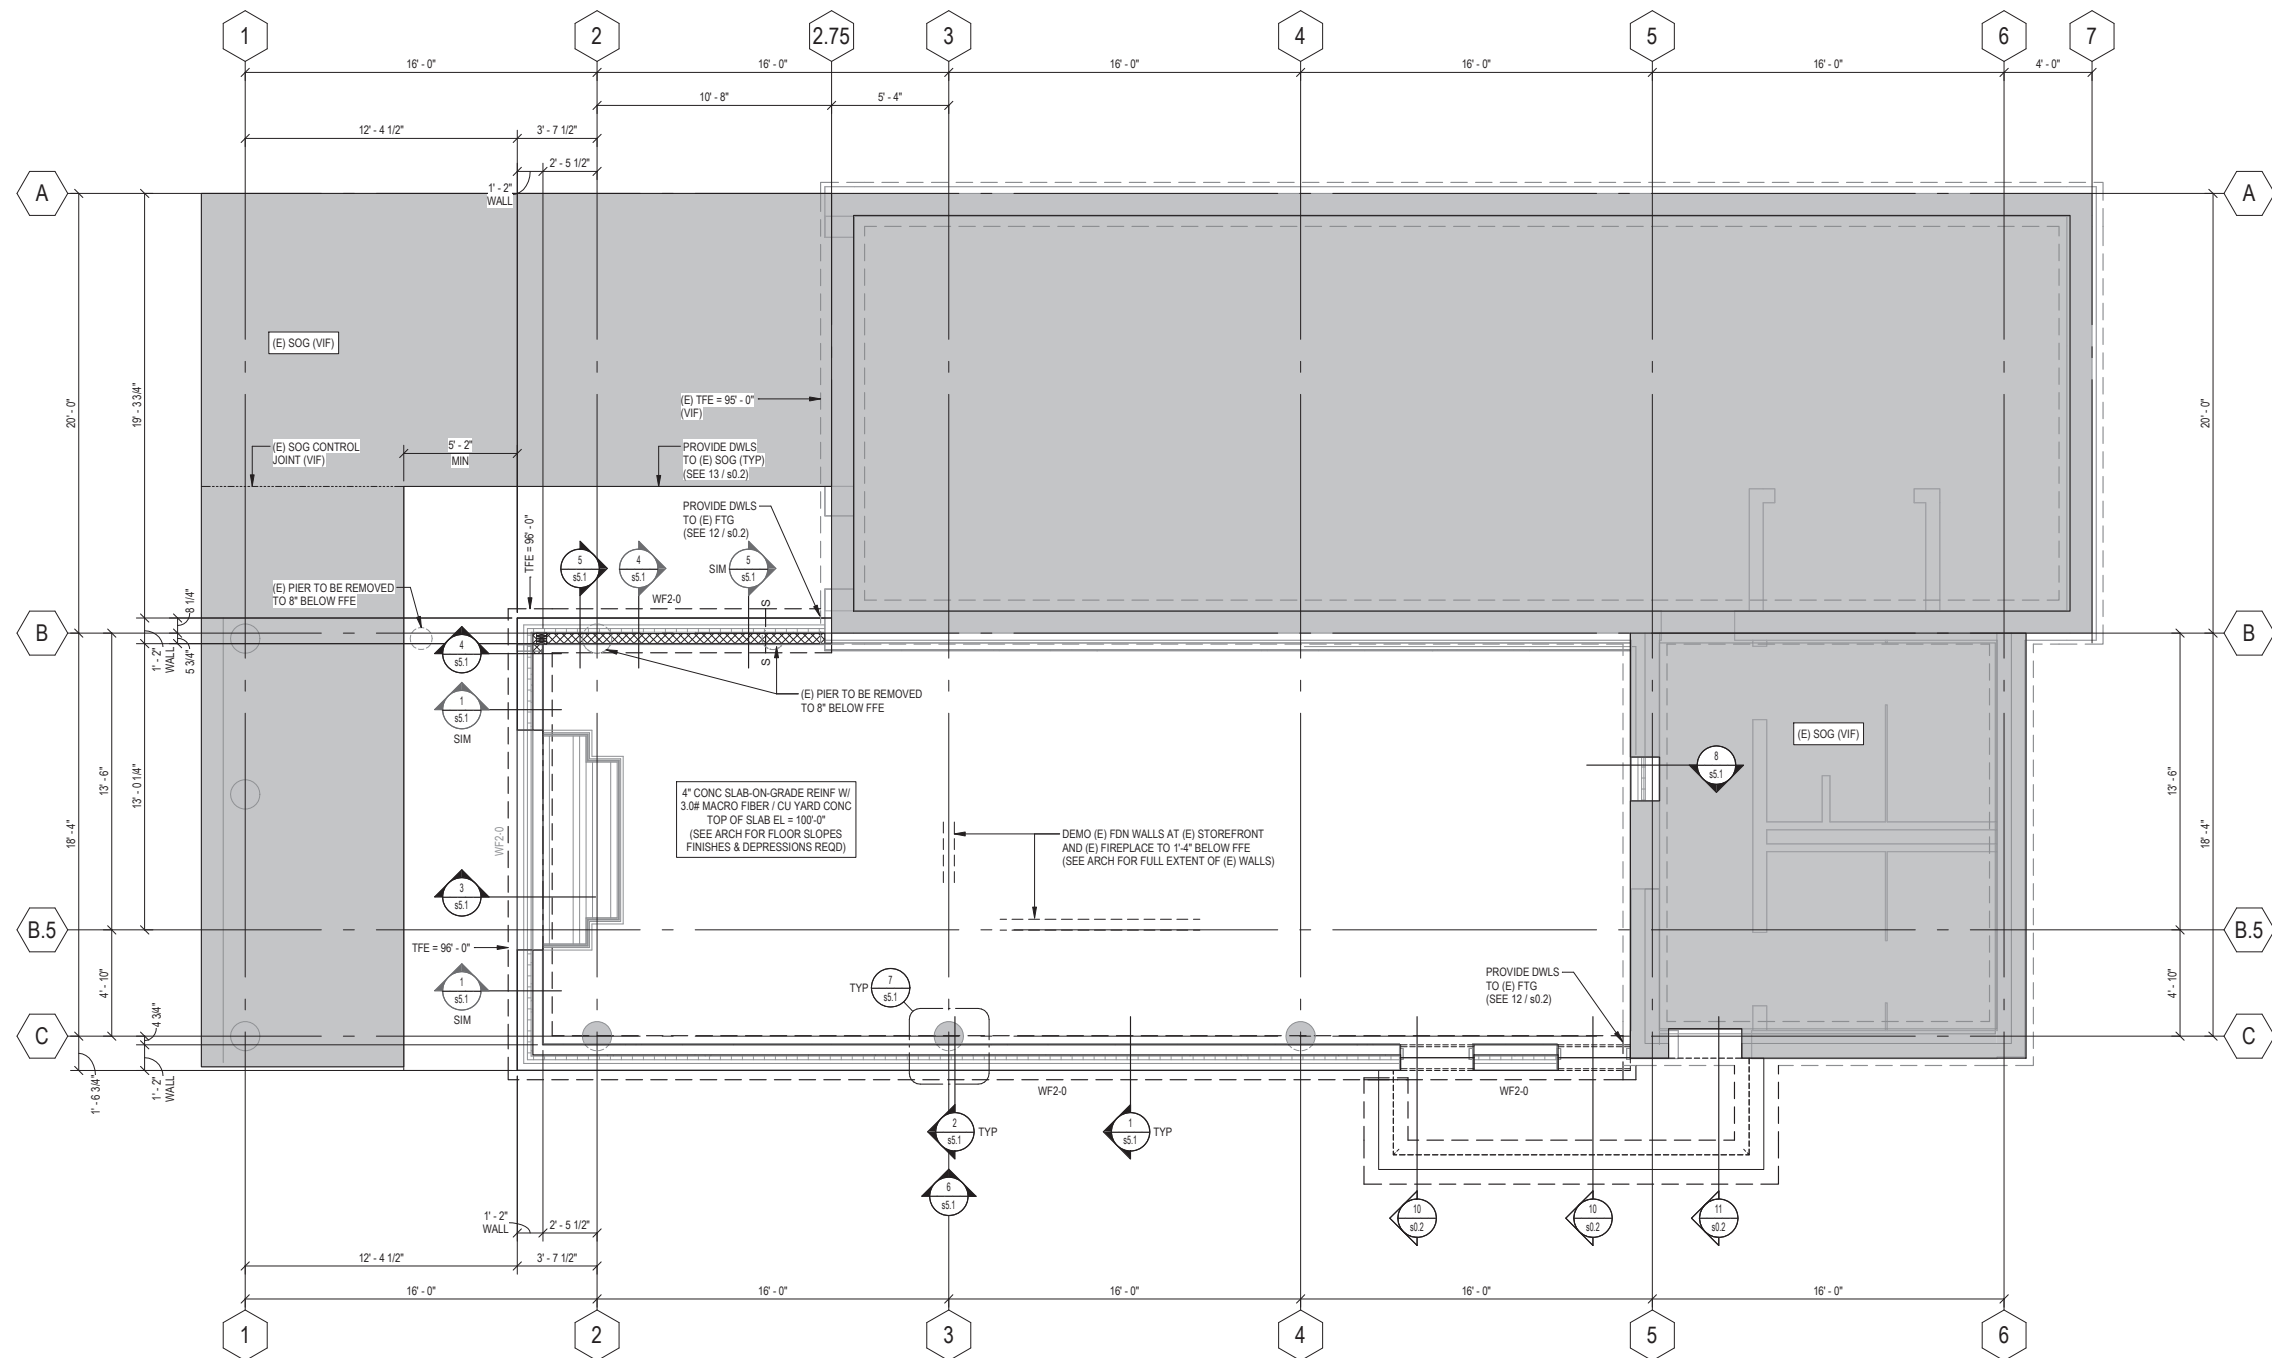 1
2
2.75
3
4
5
6
7
16' - 0"
16' - 0"
16' - 0"
16' - 0"
16' - 0"
4' - 0"
10' - 8"
5' - 4"
12' - 4 1/2"
3' - 7 1/2"
2' - 5 1/2"
1' - 2"
WALL
A
A
(E) SOG (VIF)
20' - 0"
19' - 3 3/4"
20' - 0"
(E) TFE = 95' - 0"
(VIF)
(E) SOG CONTROL
JOINT (VIF)
5' - 2"
MIN
PROVIDE DWLS
TO (E) SOG (TYP)
(SEE 13 / s0.2)
PROVIDE DWLS
TO (E) FTG
(SEE 12 / s0.2)
TFE = 96' - 0"
5
s5.1
4
s5.1
SIM
5
s5.1
WF2-0
S
S
(E) PIER TO BE REMOVED
TO 8" BELOW FFE
8 1/4"
B
B
1' - 2"
WALL
5 3/4"
4
s5.1
1
s5.1
SIM
(E) PIER TO BE REMOVED
TO 8" BELOW FFE
(E) SOG (VIF)
8
s5.1
13' - 6"
13' - 0 1/4"
18' - 4"
13' - 6"
18' - 4"
WF2-0
4" CONC SLAB-ON-GRADE REINF W/
3.0# MACRO FIBER / CU YARD CONC
TOP OF SLAB EL = 100'-0"
(SEE ARCH FOR FLOOR SLOPES
FINISHES & DEPRESSIONS REQD)
DEMO (E) FDN WALLS AT (E) STOREFRONT
AND (E) FIREPLACE TO 1'-4" BELOW FFE
(SEE ARCH FOR FULL EXTENT OF (E) WALLS)
3
s5.1
B.5
B.5
TFE = 96' - 0"
4' - 10"
4' - 10"
1
s5.1
SIM
TYP
7
s5.1
PROVIDE DWLS
TO (E) FTG
(SEE 12 / s0.2)
4 3/4"
C
C
1' - 6 3/4"
1' - 2"
WALL
WF2-0
WF2-0
2
s5.1
TYP
1
s5.1
TYP
6
s5.1
10
s0.2
10
s0.2
11
s0.2
1' - 2"
WALL
2' - 5 1/2"
12' - 4 1/2"
3' - 7 1/2"
16' - 0"
16' - 0"
16' - 0"
16' - 0"
16' - 0"
1
2
3
4
5
6